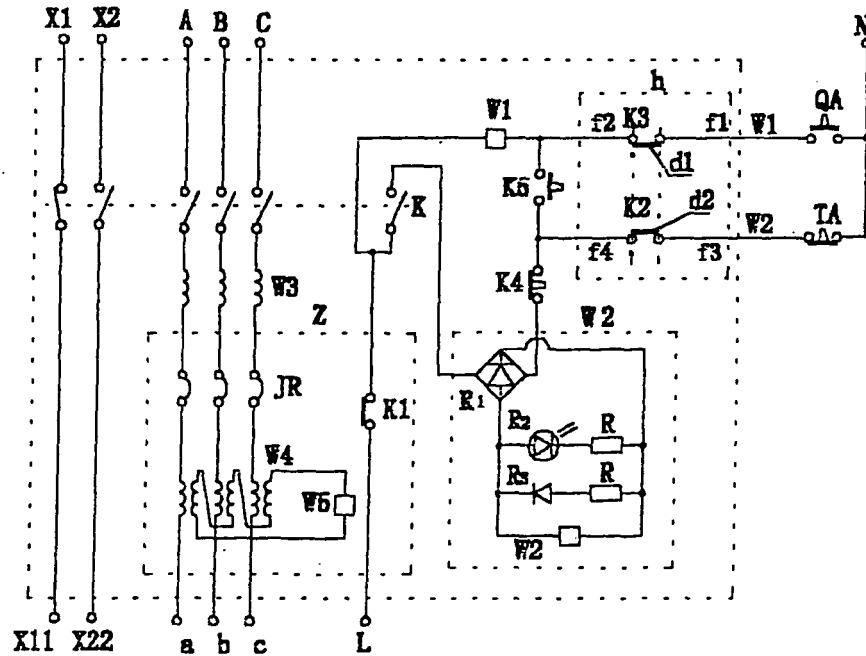 X1 X2 A B C N
h
W1 f2 K3 f1 W1 QA
d1
K5
K d2
K2
W2 TA
f4 f3
K4
W3
Z W2
JR K1 R1
R2 R
W4
W5 R3 R
W2
X11 X22 a b c L